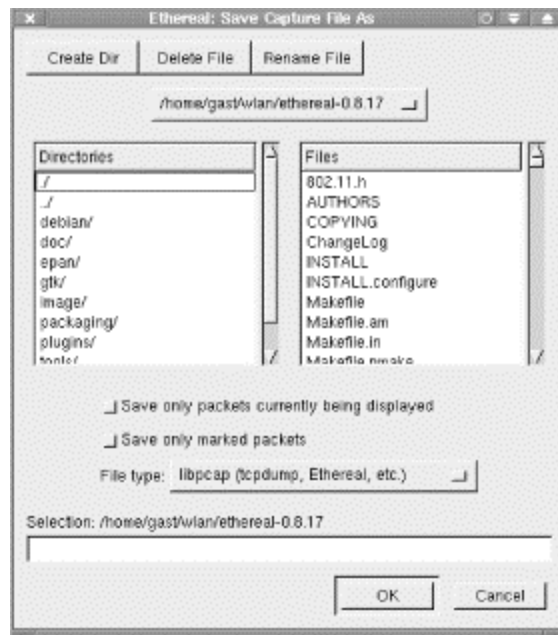 Ethereal: Save Capture File As
Create Dir Delete File Rename File
/home/gast/wlan/ethereal-0.8.17
Directories
./
../
debian/
doc/
epan/
gtk/
image/
packaging/
plugins/
tools/
Files
802.11.h
AUTHORS
COPYING
ChangeLog
INSTALL
INSTALL.configure
Makefile
Makefile.am
Makefile.in
Makefile.nmake
Save only packets currently being displayed
Save only marked packets
File type: libpcap (tcpdump, Ethereal, etc.)
Selection: /home/gast/wlan/ethereal-0.8.17
OK Cancel